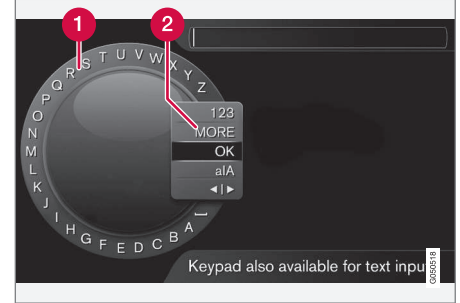 1
2
A B C D E F G H I J K L M N O P Q R S T U V W X Y Z
123
MORE
OK
a|A
◄|►
Keypad also available for text inpu
G050518